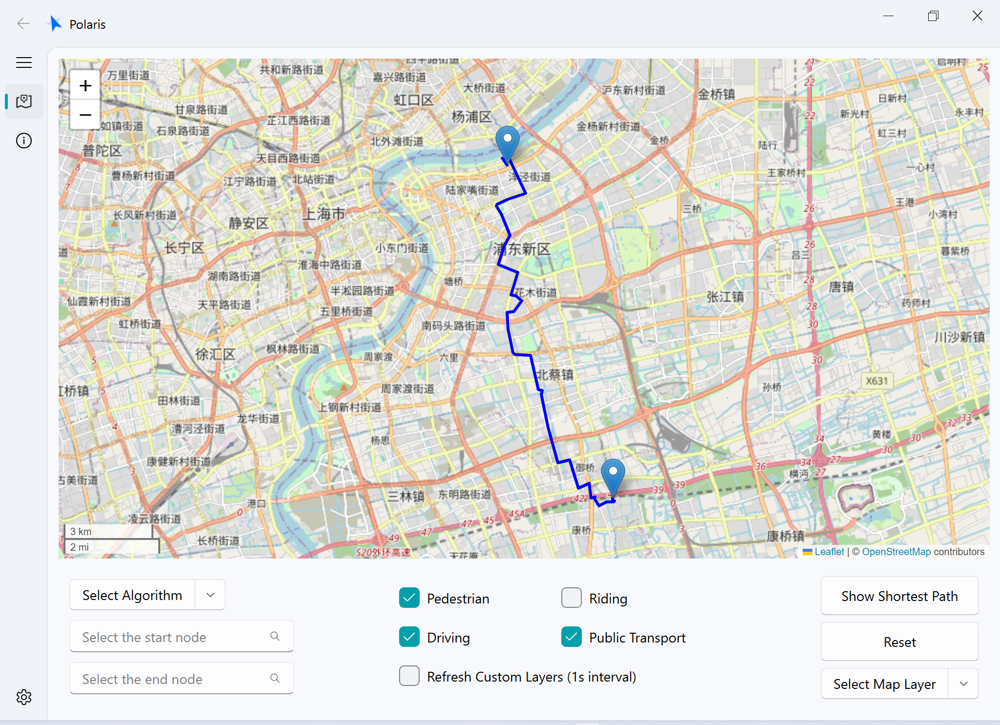 Polaris
四平路街道
启明村
21
25
共和新路街道
万里街道
嘉兴路街道
大桥街道
沪东新村街道
金桥镇
22
日新村
虹口区
甘泉路街道
杨浦区
22
新光村
永丰村
芷江西路街道
石泉路街道
金杨新村街道
虹三村
北外滩街道
金桥
陆行
普陀区
天目西路街道
8
曹杨新村街道
北站街道
江宁路街道
洋泾街道
王家桥村
一心村
7
陆家嘴街道
26
三桥
王港
长风新村街道
上海市
小湾村
静安区
26
长宁区
小东门街道
浦东新区
吕三
暮紫桥
道
淮海中路街道
湖南路街道
塘桥
28
唐镇
半淞园路街道
花木街道
张江镇
仙霞新村街道
天平路街道
28
药师村
五里桥街道
虹桥街道
南码头路街道
30
川沙新镇
枫林路街道
徐汇区
周家渡
六里
5
30
北蔡镇
X631
虹桥镇
5
周家渡街道
孙桥
田林街道
上钢新村街道
龙华街道
33
32
4
漕河泾街道
黄楼
杨思
34
30
30
康健新村街道
御桥
36
34
27
3
横沔
27
古美街道
39
39
三林镇
东明路街道
42
0
港口
0
45A
凌云路街道
45
47
47
康桥
3
49
康桥镇
长桥街道
S20外环高速
天花庵
+
−
3 km
2 mi
Leaflet | © OpenStreetMap contributors
Select Algorithm
Select the start node
Select the end node
Pedestrian
Riding
Driving
Public Transport
Refresh Custom Layers (1s interval)
Show Shortest Path
Reset
Select Map Layer